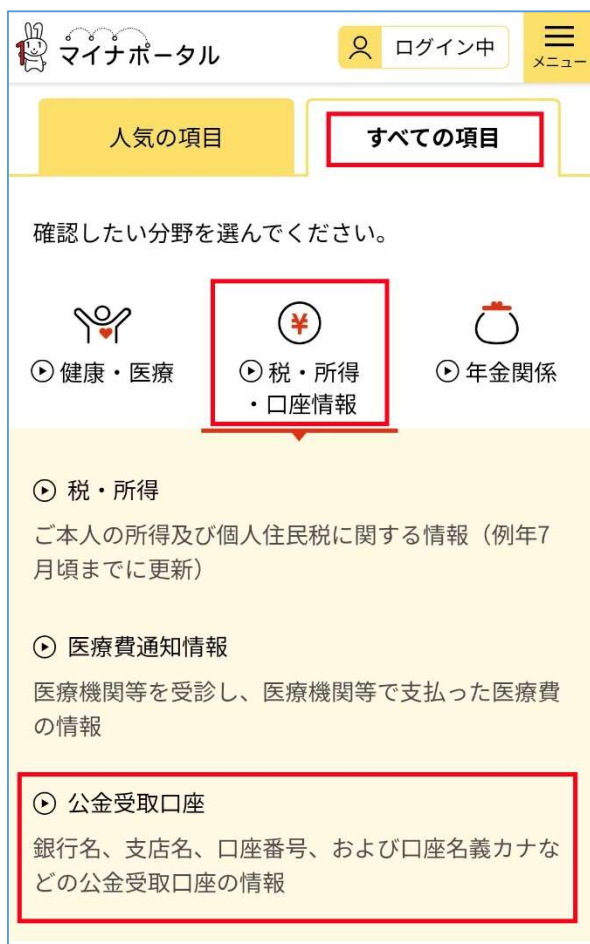 マイナポータル
ログイン中
メニュー
人気の項目
すべての項目
確認したい分野を選んでください。
健康・医療
税・所得
・口座情報
年金関係
税・所得
ご本人の所得及び個人住民税に関する情報（例年7
月頃までに更新）
医療費通知情報
医療機関等を受診し、医療機関等で支払った医療費
の情報
公金受取口座
銀行名、支店名、口座番号、および口座名義カナな
どの公金受取口座の情報